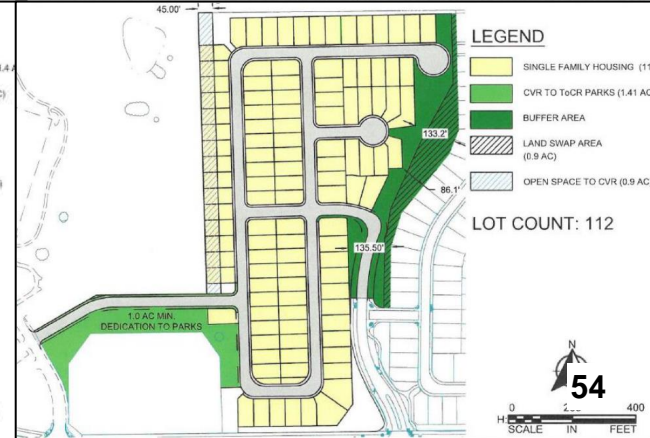 45.00'
133.2'
86.1'
135.50'
1.0 AC MIN.
DEDICATION TO PARKS
LEGEND
SINGLE FAMILY HOUSING (11
CVR TO ToCR PARKS (1.41 AC
BUFFER AREA
LAND SWAP AREA
(0.9 AC)
OPEN SPACE TO CVR (0.9 AC
LOT COUNT: 112
N
54
0 400
SCALE IN FEET